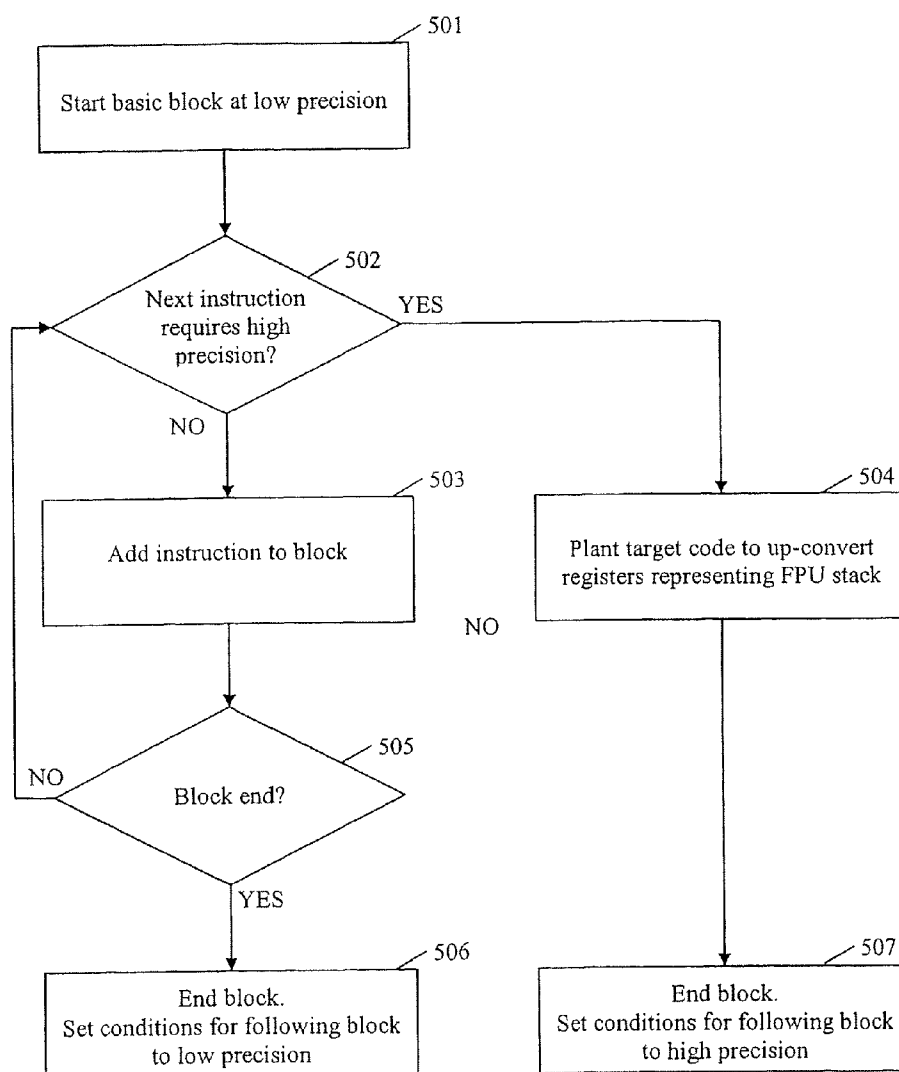 501
Start basic block at low precision
502
Next instruction
requires high
precision?
YES
NO
503
Add instruction to block
504
Plant target code to up-convert
registers representing FPU stack
NO
505
Block end?
NO
YES
506
End block.
Set conditions for following block
to low precision
507
End block.
Set conditions for following block
to high precision